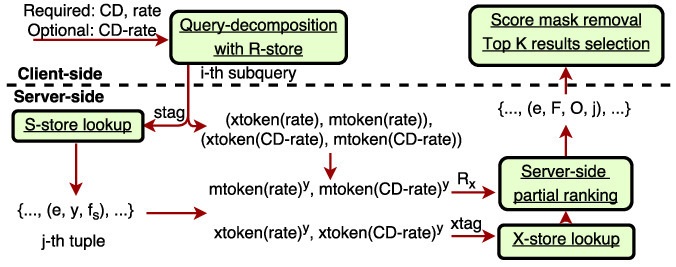 Required: CD, rate
Optional: CD-rate
Query-decomposition
with R-store
Score mask removal
Top K results selection
Client-side
i-th subquery
Server-side
stag
S-store lookup
(xtoken(rate), mtoken(rate)),
(xtoken(CD-rate), mtoken(CD-rate))
{..., (e, F, O, j), ...}
mtoken(rate)ʸ, mtoken(CD-rate)ʸ
Rₓ
Server-side
partial ranking
{..., (e, y, fₛ), ...}
j-th tuple
xtoken(rate)ʸ, xtoken(CD-rate)ʸ
xtag
X-store lookup